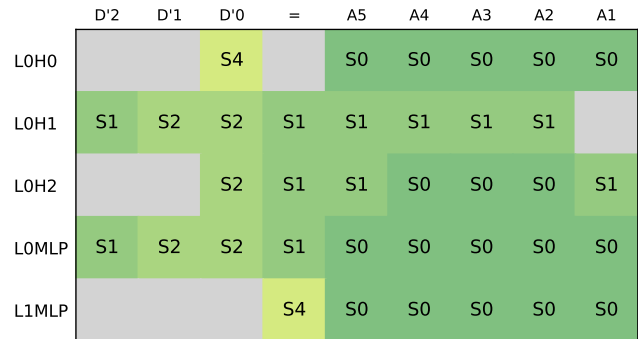 D'2 D'1 D'0 = A5 A4 A3 A2 A1
L0H0 S4 S0 S0 S0 S0 S0
L0H1 S1 S2 S2 S1 S1 S1 S1 S1
L0H2 S2 S1 S1 S0 S0 S0 S1
L0MLP S1 S2 S2 S1 S0 S0 S0 S0 S0
L1MLP S4 S0 S0 S0 S0 S0